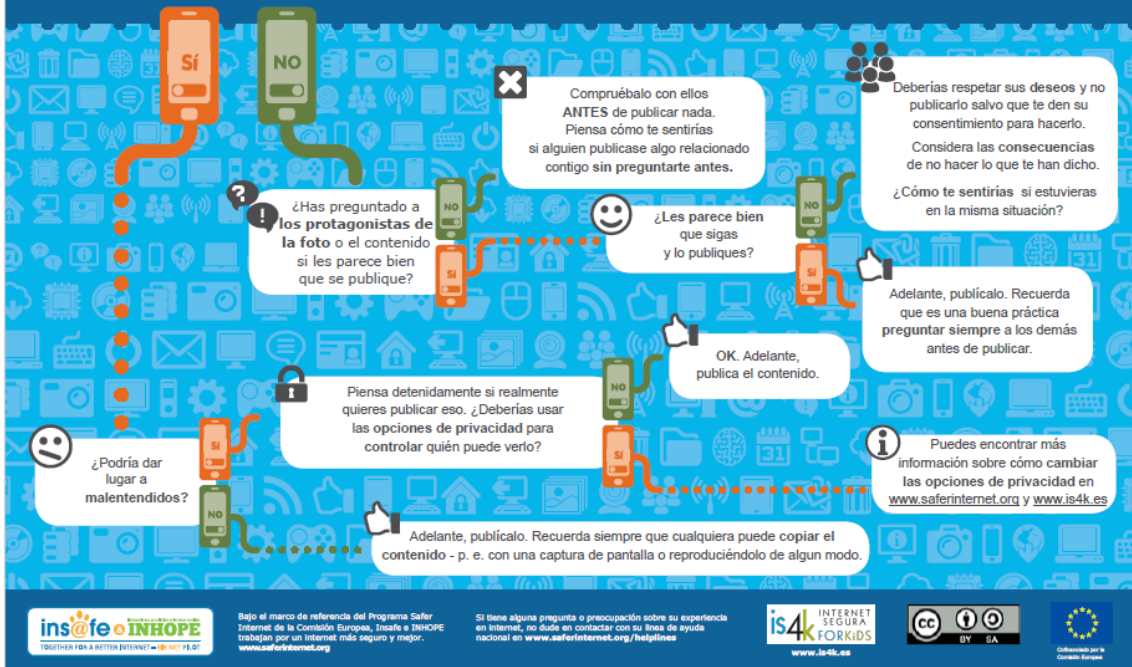 Sí
NO
Compruébalo con ellos
ANTES de publicar nada.
Piensa cómo te sentirías
si alguien publicase algo relacionado
contigo sin preguntarte antes.
Deberías respetar sus deseos y no
publicarlo salvo que te den su
consentimiento para hacerlo.
Considera las consecuencias
de no hacer lo que te han dicho.
¿Cómo te sentirías si estuvieras
en la misma situación?
¿Has preguntado a
los protagonistas de
la foto o el contenido
si les parece bien
que se publique?
NO
Sí
¿Les parece bien
que sigas
y lo publiques?
NO
Sí
Adelante, publícalo. Recuerda
que es una buena práctica
preguntar siempre a los demás
antes de publicar.
OK. Adelante,
publica el contenido.
Piensa detenidamente si realmente
quieres publicar eso. ¿Deberías usar
las opciones de privacidad para
controlar quién puede verlo?
NO
Sí
¿Podría dar
lugar a
malentendidos?
Sí
NO
Puedes encontrar más
información sobre cómo cambiar
las opciones de privacidad en
www.saferinternet.org y www.is4k.es
Adelante, publícalo. Recuerda siempre que cualquiera puede copiar el
contenido - p. e. con una captura de pantalla o reproduciéndolo de algun modo.
ins@fe INHOPE
TOGETHER FOR A BETTER INTERNET
Bajo el marco de referencia del Programa Safer
Internet de la Comisión Europea, Insafe e INHOPE
trabajan por un internet más seguro y mejor.
www.saferinternet.org
Si tiene alguna pregunta o preocupación sobre su experiencia
en Internet, no dude en contactar con su línea de ayuda
nacional en www.saferinternet.org/helplines
is4k INTERNET
SEGURA
FORKiDS
www.is4k.es
cc
BY SA
Cofinanciado por la
Comisión Europea